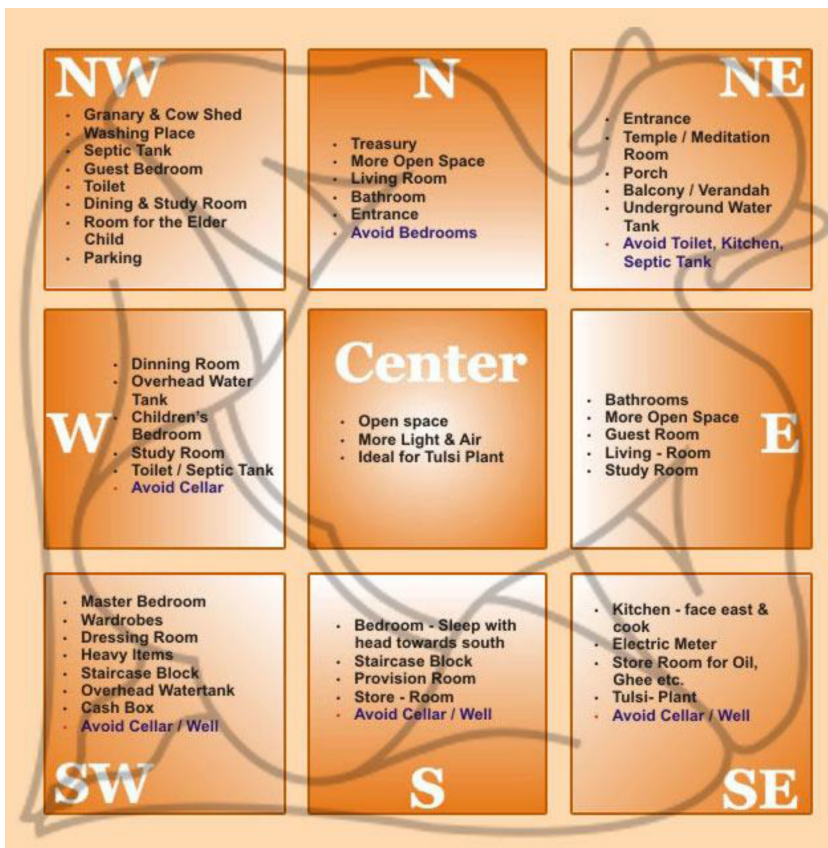 NW
Granary & Cow Shed
Washing Place
Septic Tank
Guest Bedroom
Toilet
Dining & Study Room
Room for the Elder
Child
Parking
N
Treasury
More Open Space
Living Room
Bathroom
Entrance
Avoid Bedrooms
NE
Entrance
Temple / Meditation
Room
Porch
Balcony / Verandah
Underground Water
Tank
Avoid Toilet, Kitchen,
Septic Tank
W
Dinning Room
Overhead Water
Tank
Children's
Bedroom
Study Room
Toilet / Septic Tank
Avoid Cellar
Center
Open space
More Light & Air
Ideal for Tulsi Plant
E
Bathrooms
More Open Space
Guest Room
Living - Room
Study Room
Master Bedroom
Wardrobes
Dressing Room
Heavy Items
Staircase Block
Overhead Watertank
Cash Box
Avoid Cellar / Well
SW
Bedroom - Sleep with
head towards south
Staircase Block
Provision Room
Store - Room
Avoid Cellar / Well
S
Kitchen - face east &
cook
Electric Meter
Store Room for Oil,
Ghee etc.
Tulsi- Plant
Avoid Cellar / Well
SE